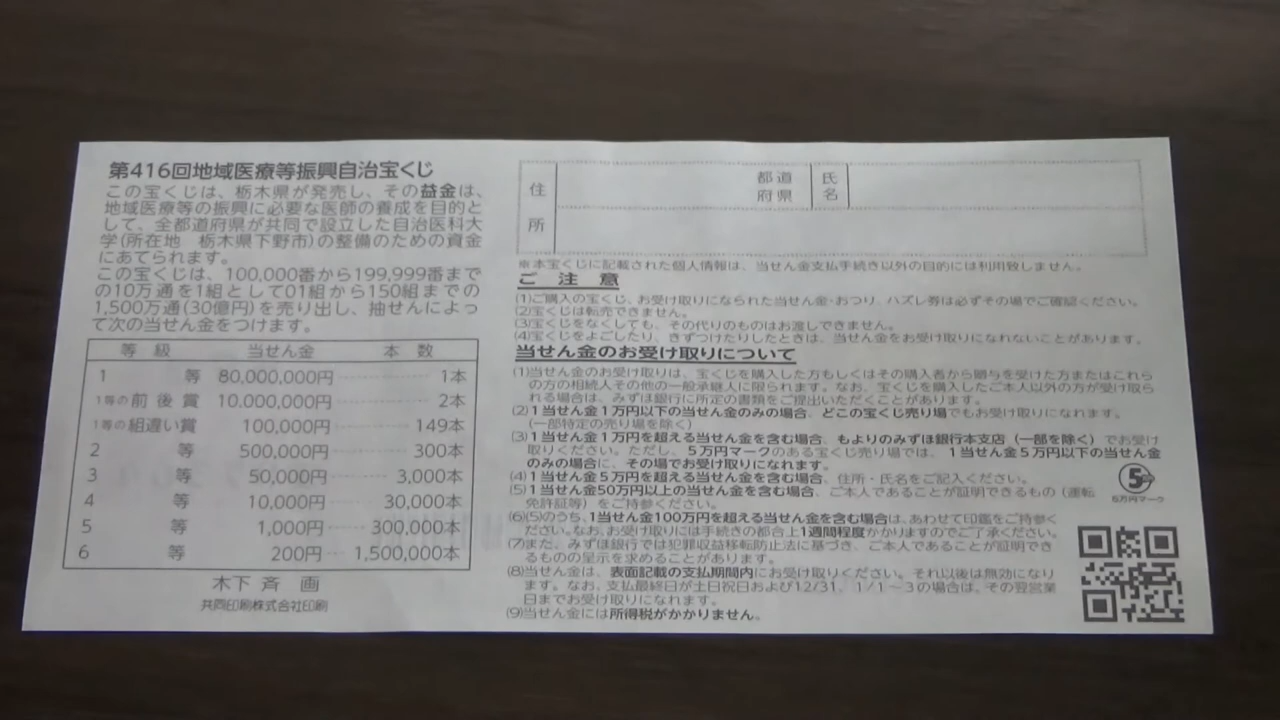 第416回地域医療等振興自治宝くじ
この宝くじは、栃木県が発売し、その益金は、
地域医療等の振興に必要な医師の養成を目的と
して、全都道府県が共同で設立した自治医科大
学(所在地　栃木県下野市)の整備のための資金
にあてられます。
この宝くじは、100,000番から199,999番まで
の10万通を1組として01組から150組までの
1,500万通(30億円)を売り出し、抽せんによっ
て次の当せん金をつけます。
等級 当せん金 本数
1等 80,000,000円 1本
1等の前後賞 10,000,000円 2本
1等の組違い賞 100,000円 149本
2等 500,000円 300本
3等 50,000円 3,000本
4等 10,000円 30,000本
5等 1,000円 300,000本
6等 200円 1,500,000本
木下 斉 画
共同印刷株式会社印刷
住所 都道府県 氏名
※本宝くじに記載された個人情報は、当せん金支払手続き以外の目的には利用致しません。
ご注意
(1)ご購入の宝くじ、お受け取りになられた当せん金・おつり、ハズレ券は必ずその場でご確認ください。
(2)宝くじは転売できません。
(3)宝くじをなくしても、その代りのものはお渡しできません。
(4)宝くじをよごしたり、きずつけたりしたときは、当せん金をお受け取りになれないことがあります。
当せん金のお受け取りについて
(1)当せん金のお受け取りは、宝くじを購入した方もしくはその購入者から贈与を受けた方またはこれら
の方の相続人その他の一般承継人に限られます。なお、宝くじを購入したご本人以外の方が受け取ら
れる場合は、みずほ銀行に所定の書類をご提出いただくことがあります。
(2)1当せん金1万円以下の当せん金のみの場合、どこの宝くじ売り場でもお受け取りになれます。
(一部特定の売り場を除く)
(3)1当せん金1万円を超える当せん金を含む場合、もよりのみずほ銀行本支店（一部を除く）でお受け
取りください。ただし、5万円マークのある宝くじ売り場では、1当せん金5万円以下の当せん金
のみの場合に、その場でお受け取りになれます。
(4)1当せん金5万円を超える当せん金を含む場合、住所・氏名をご記入ください。
(5)1当せん金50万円以上の当せん金を含む場合、ご本人であることが証明できるもの（運転
免許証等）をご持参ください。
(6)(5)のうち、1当せん金100万円を超える当せん金を含む場合は、あわせて印鑑をご持参く
ださい。なお、お受け取りには手続きの都合上1週間程度かかりますのでご了承ください。
(7)また、みずほ銀行では犯罪収益移転防止法に基づき、ご本人であることが証明でき
るものの呈示を求めることがあります。
(8)当せん金は、表面記載の支払期間内にお受け取りください。それ以後は無効になり
ます。なお、支払最終日が土日祝日および12/31、1/1～3の場合は、その翌営業
日までお受け取りになれます。
(9)当せん金には所得税がかかりません。
5
5万円マーク